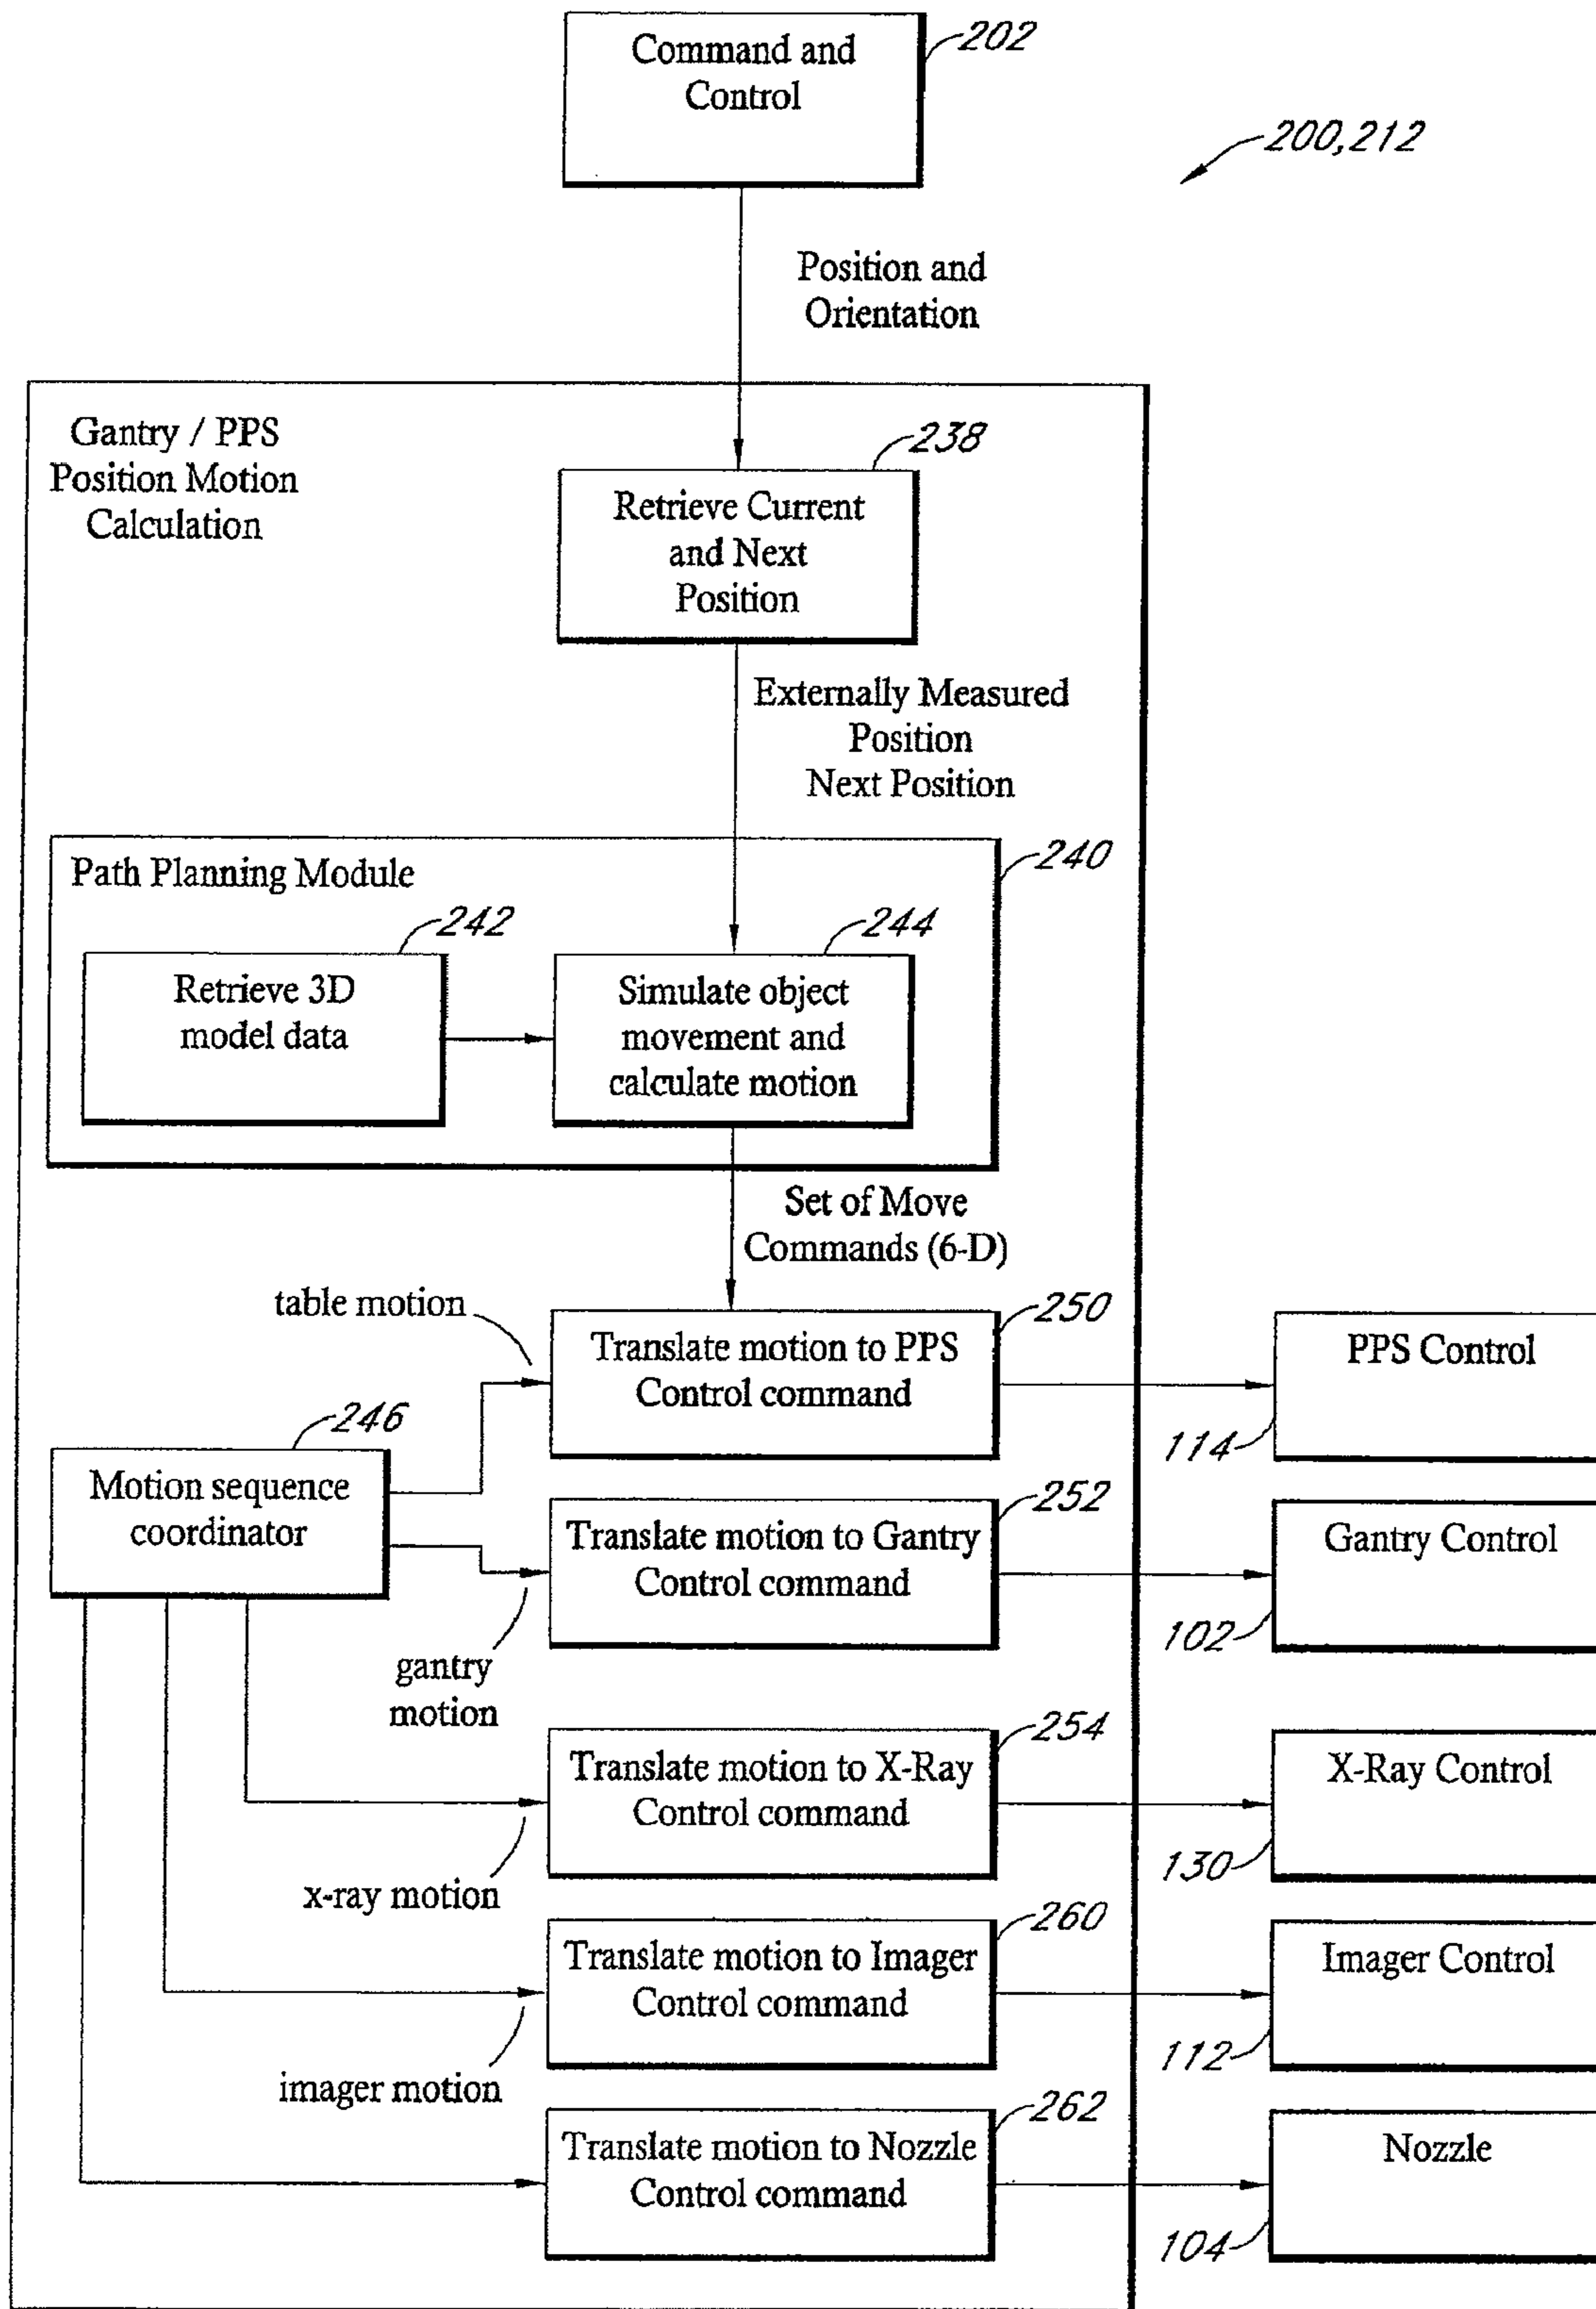 Command and
Control
202
200,212
Position and
Orientation
Gantry / PPS
Position Motion
Calculation
238
Retrieve Current
and Next
Position
Externally Measured
Position
Next Position
240
Path Planning Module
242
Retrieve 3D
model data
244
Simulate object
movement and
calculate motion
Set of Move
Commands (6-D)
table motion
250
Translate motion to PPS
Control command
PPS Control
114
246
Motion sequence
coordinator
252
Translate motion to Gantry
Control command
Gantry Control
102
gantry
motion
254
Translate motion to X-Ray
Control command
X-Ray Control
130
x-ray motion
260
Translate motion to Imager
Control command
Imager Control
112
imager motion
262
Translate motion to Nozzle
Control command
Nozzle
104